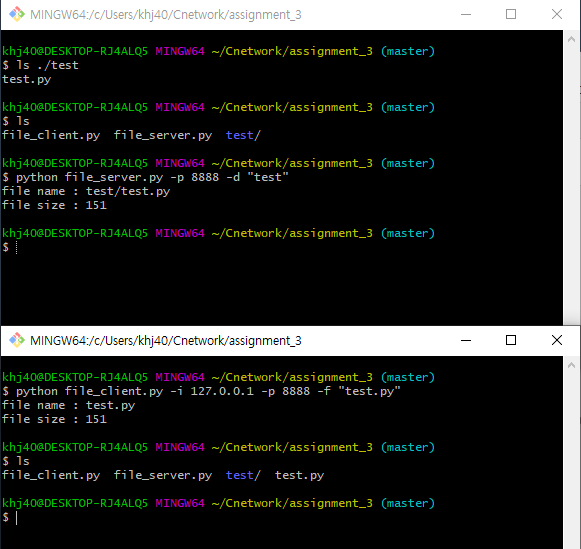 MINGW64:/c/Users/khj40/Cnetwork/assignment_3
khj40@DESKTOP-RJ4ALQ5 MINGW64 ~/Cnetwork/assignment_3 (master)
$ ls ./test
test.py
khj40@DESKTOP-RJ4ALQ5 MINGW64 ~/Cnetwork/assignment_3 (master)
$ ls
file_client.py  file_server.py  test/
khj40@DESKTOP-RJ4ALQ5 MINGW64 ~/Cnetwork/assignment_3 (master)
$ python file_server.py -p 8888 -d "test"
file name : test/test.py
file size : 151
khj40@DESKTOP-RJ4ALQ5 MINGW64 ~/Cnetwork/assignment_3 (master)
$
MINGW64:/c/Users/khj40/Cnetwork/assignment_3
khj40@DESKTOP-RJ4ALQ5 MINGW64 ~/Cnetwork/assignment_3 (master)
$ python file_client.py -i 127.0.0.1 -p 8888 -f "test.py"
file name : test.py
file size : 151
khj40@DESKTOP-RJ4ALQ5 MINGW64 ~/Cnetwork/assignment_3 (master)
$ ls
file_client.py  file_server.py  test/  test.py
khj40@DESKTOP-RJ4ALQ5 MINGW64 ~/Cnetwork/assignment_3 (master)
$